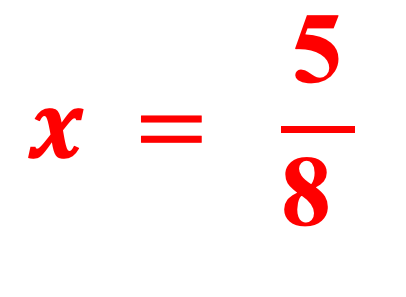 x = 5/8